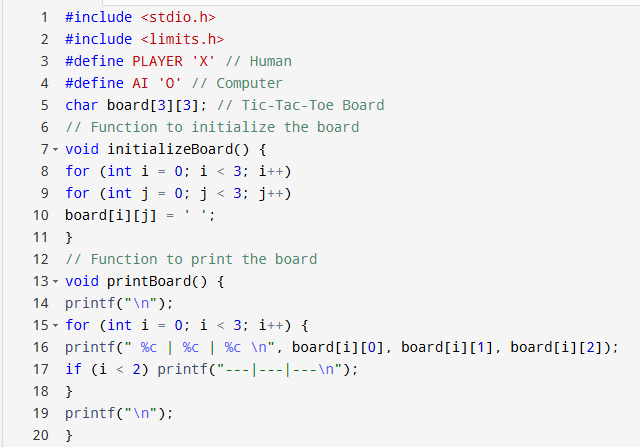 1 #include <stdio.h>
2 #include <limits.h>
3 #define PLAYER 'X' // Human
4 #define AI 'O' // Computer
5 char board[3][3]; // Tic-Tac-Toe Board
6 // Function to initialize the board
7 void initializeBoard() {
8 for (int i = 0; i < 3; i++)
9 for (int j = 0; j < 3; j++)
10 board[i][j] = ' ';
11 }
12 // Function to print the board
13 void printBoard() {
14 printf("\n");
15 for (int i = 0; i < 3; i++) {
16 printf(" %c | %c | %c \n", board[i][0], board[i][1], board[i][2]);
17 if (i < 2) printf("---|---|---\n");
18 }
19 printf("\n");
20 }